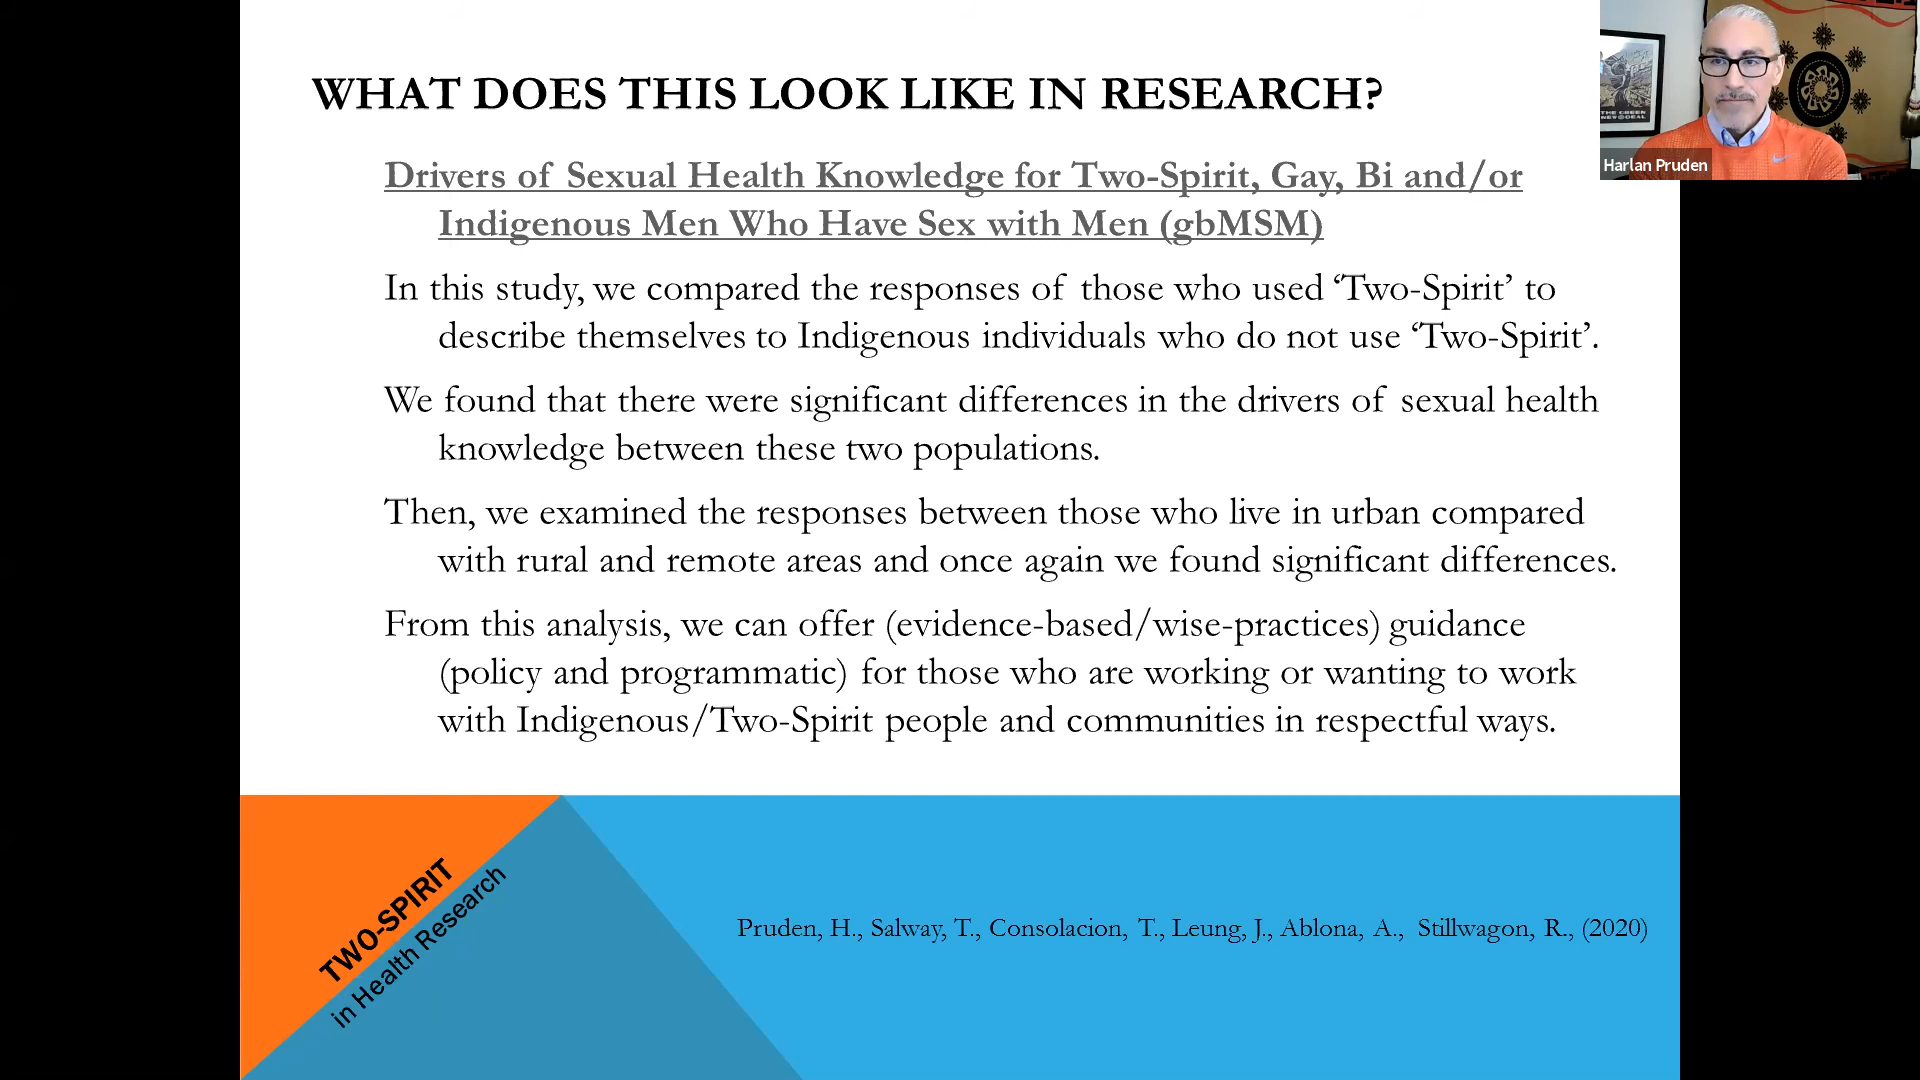 WHAT DOES THIS LOOK LIKE IN RESEARCH?
Drivers of Sexual Health Knowledge for Two-Spirit, Gay, Bi and/or
Indigenous Men Who Have Sex with Men (gbMSM)
In this study, we compared the responses of those who used ‘Two-Spirit’ to
describe themselves to Indigenous individuals who do not use ‘Two-Spirit’.
We found that there were significant differences in the drivers of sexual health
knowledge between these two populations.
Then, we examined the responses between those who live in urban compared
with rural and remote areas and once again we found significant differences.
From this analysis, we can offer (evidence-based/wise-practices) guidance
(policy and programmatic) for those who are working or wanting to work
with Indigenous/Two-Spirit people and communities in respectful ways.
TWO-SPIRIT
in Health Research
Pruden, H., Salway, T., Consolacion, T., Leung, J., Ablona, A., Stillwagon, R., (2020)
THE GREEN
NEW DEAL
Harlan Pruden